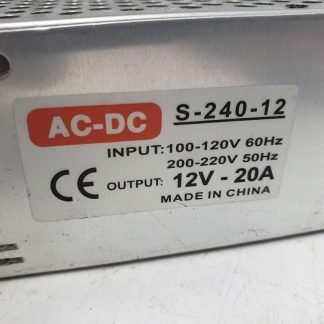 AC-DC S-240-12
INPUT: 100-120V 60Hz
200-220V 50Hz
CE OUTPUT: 12V - 20A
MADE IN CHINA